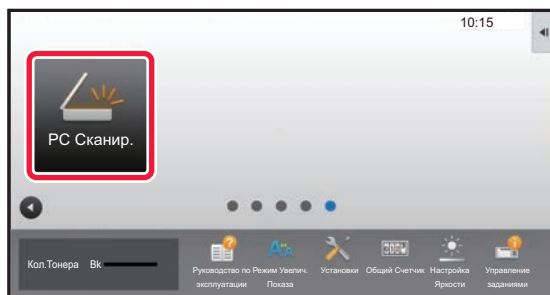 10:15
PC Сканир.
Кол.Тонера Bk
Руководство по Режим Увелич. Установки Общий Счетчик Настройка Управление
эксплуатации Показа Яркости заданиями